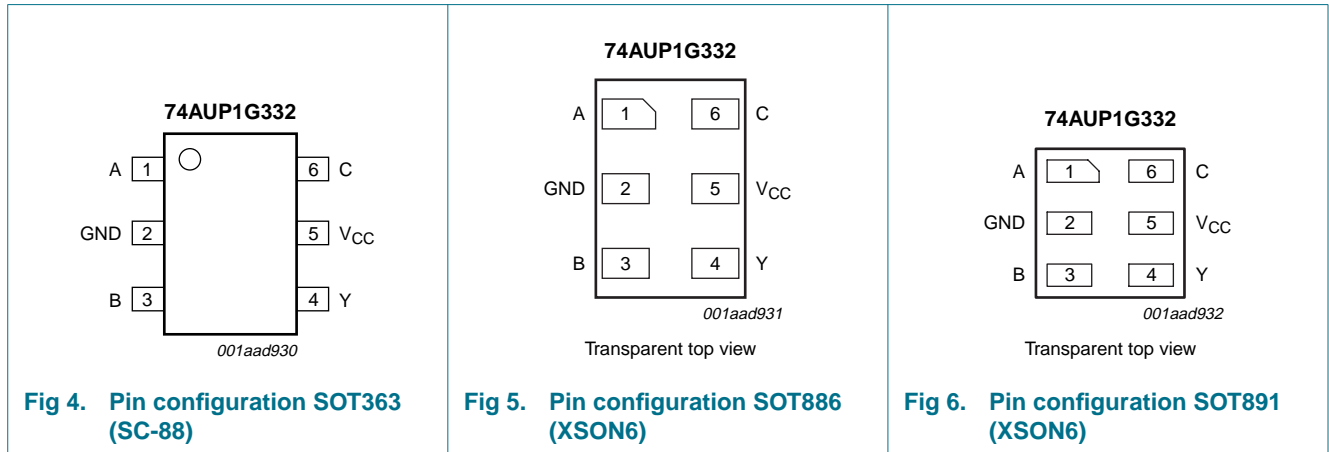 74AUP1G332
A 1 6 C
GND 2 5 VCC
B 3 4 Y
001aad930
Fig 4. Pin configuration SOT363
(SC-88)
74AUP1G332
A 1 6 C
GND 2 5 VCC
B 3 4 Y
001aad931
Transparent top view
Fig 5. Pin configuration SOT886
(XSON6)
74AUP1G332
A 1 6 C
GND 2 5 VCC
B 3 4 Y
001aad932
Transparent top view
Fig 6. Pin configuration SOT891
(XSON6)